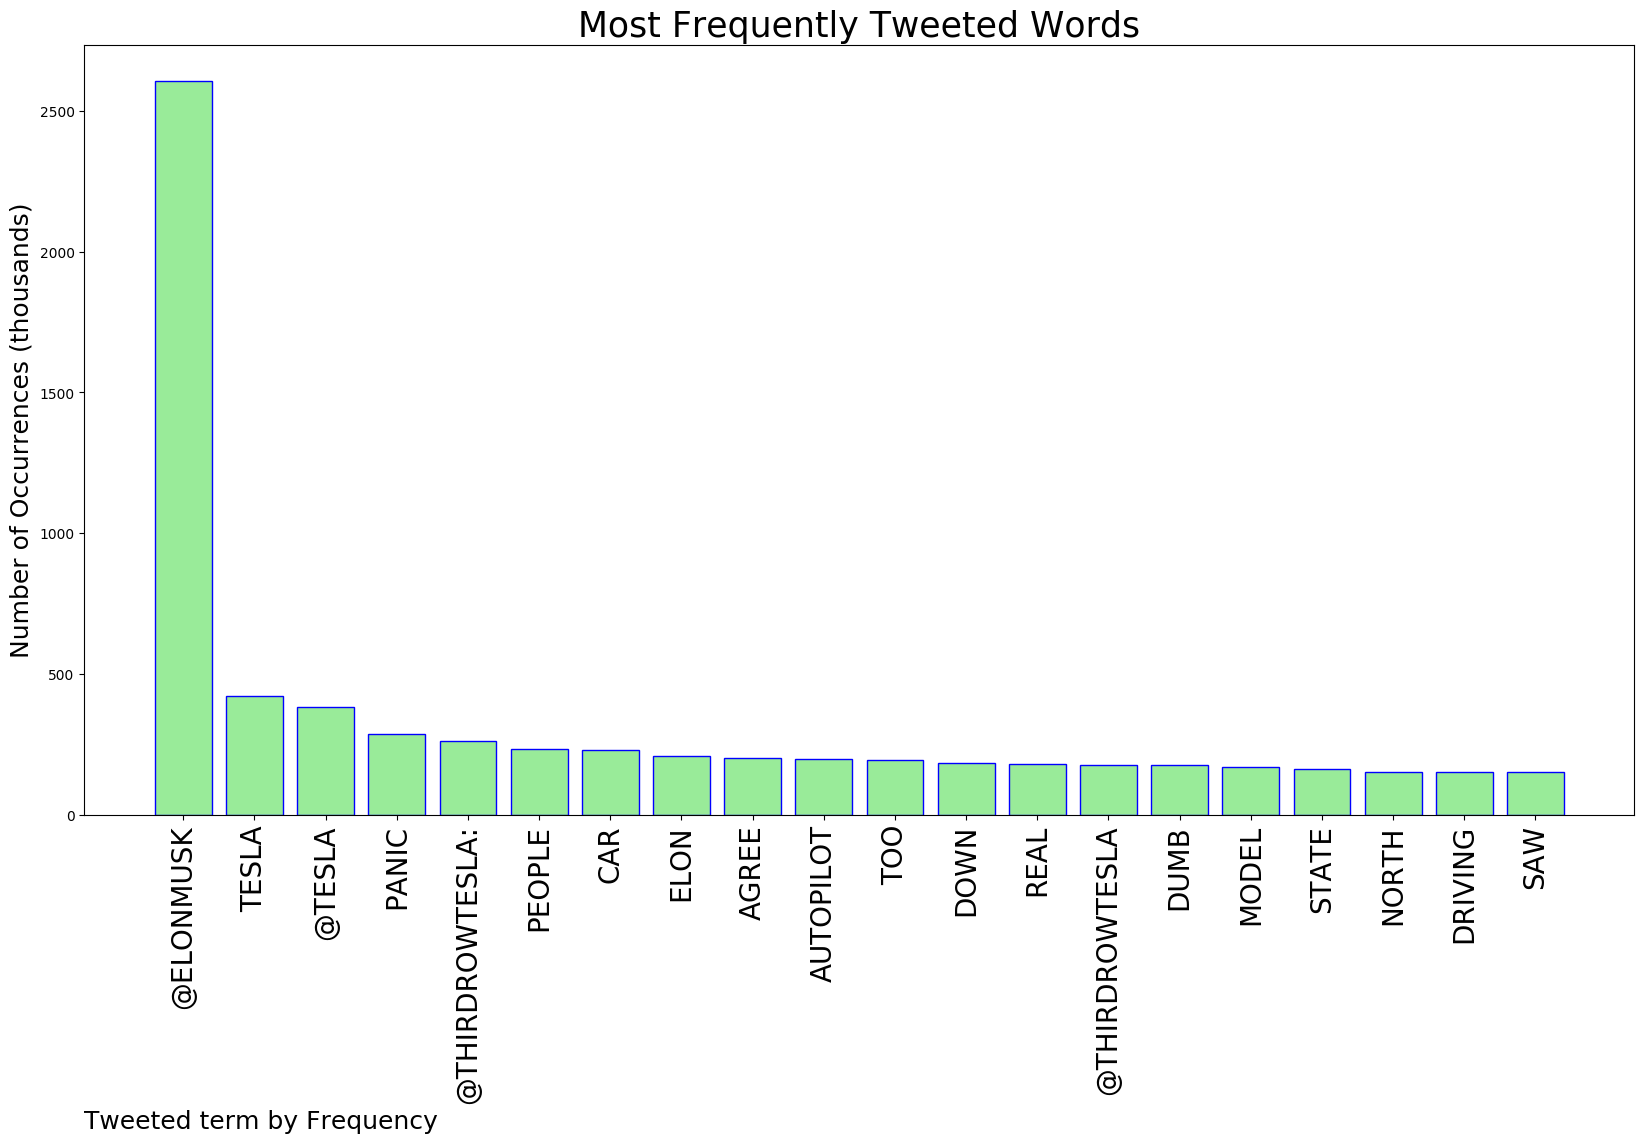 Most Frequently Tweeted Words
Number of Occurrences (thousands)
2500
2000
1500
1000
500
0
@ELONMUSK
TESLA
@TESLA
PANIC
@THIRDROWTESLA:
PEOPLE
CAR
ELON
AGREE
AUTOPILOT
TOO
DOWN
REAL
@THIRDROWTESLA
DUMB
MODEL
STATE
NORTH
DRIVING
SAW
Tweeted term by Frequency